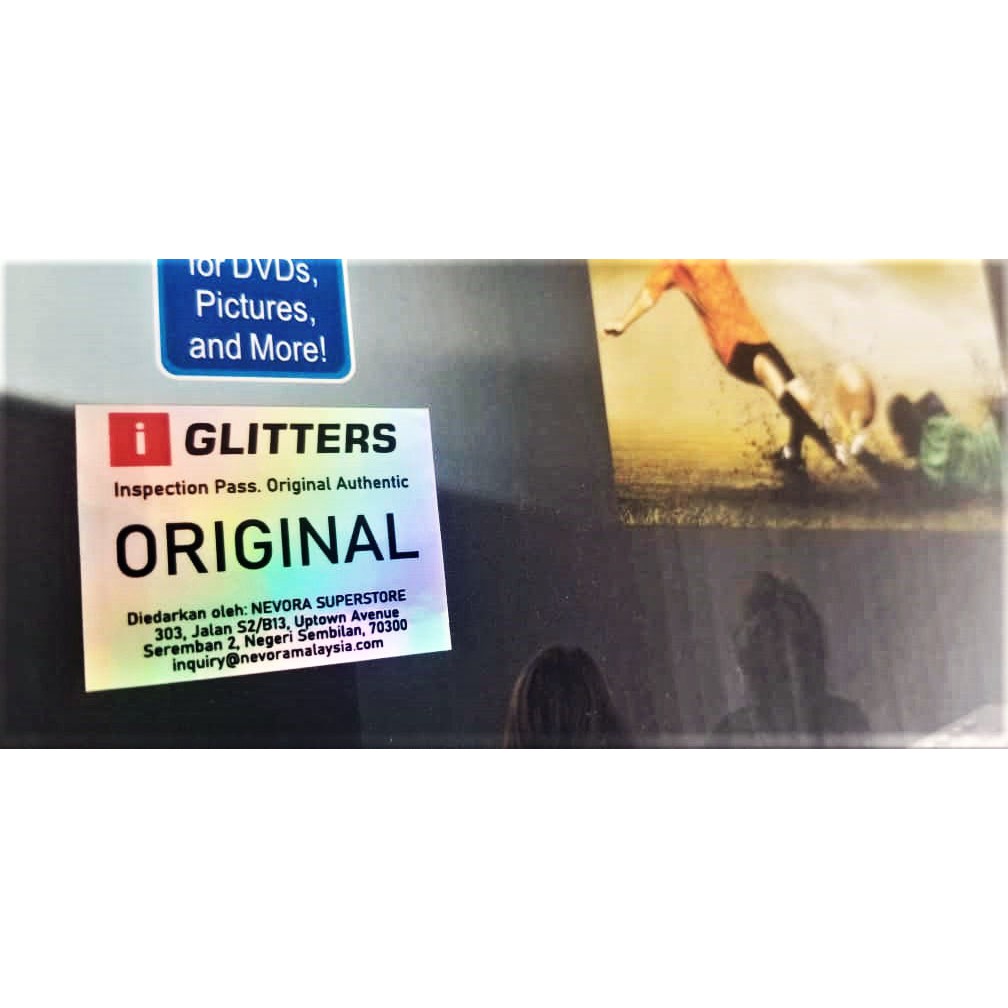 for DVDs,
Pictures,
and More!
i GLITTERS
Inspection Pass. Original Authentic
ORIGINAL
Diedarkan oleh: NEVORA SUPERSTORE
303, Jalan S2/B13, Uptown Avenue
Seremban 2, Negeri Sembilan, 70300
inquiry@nevoramalaysia.com